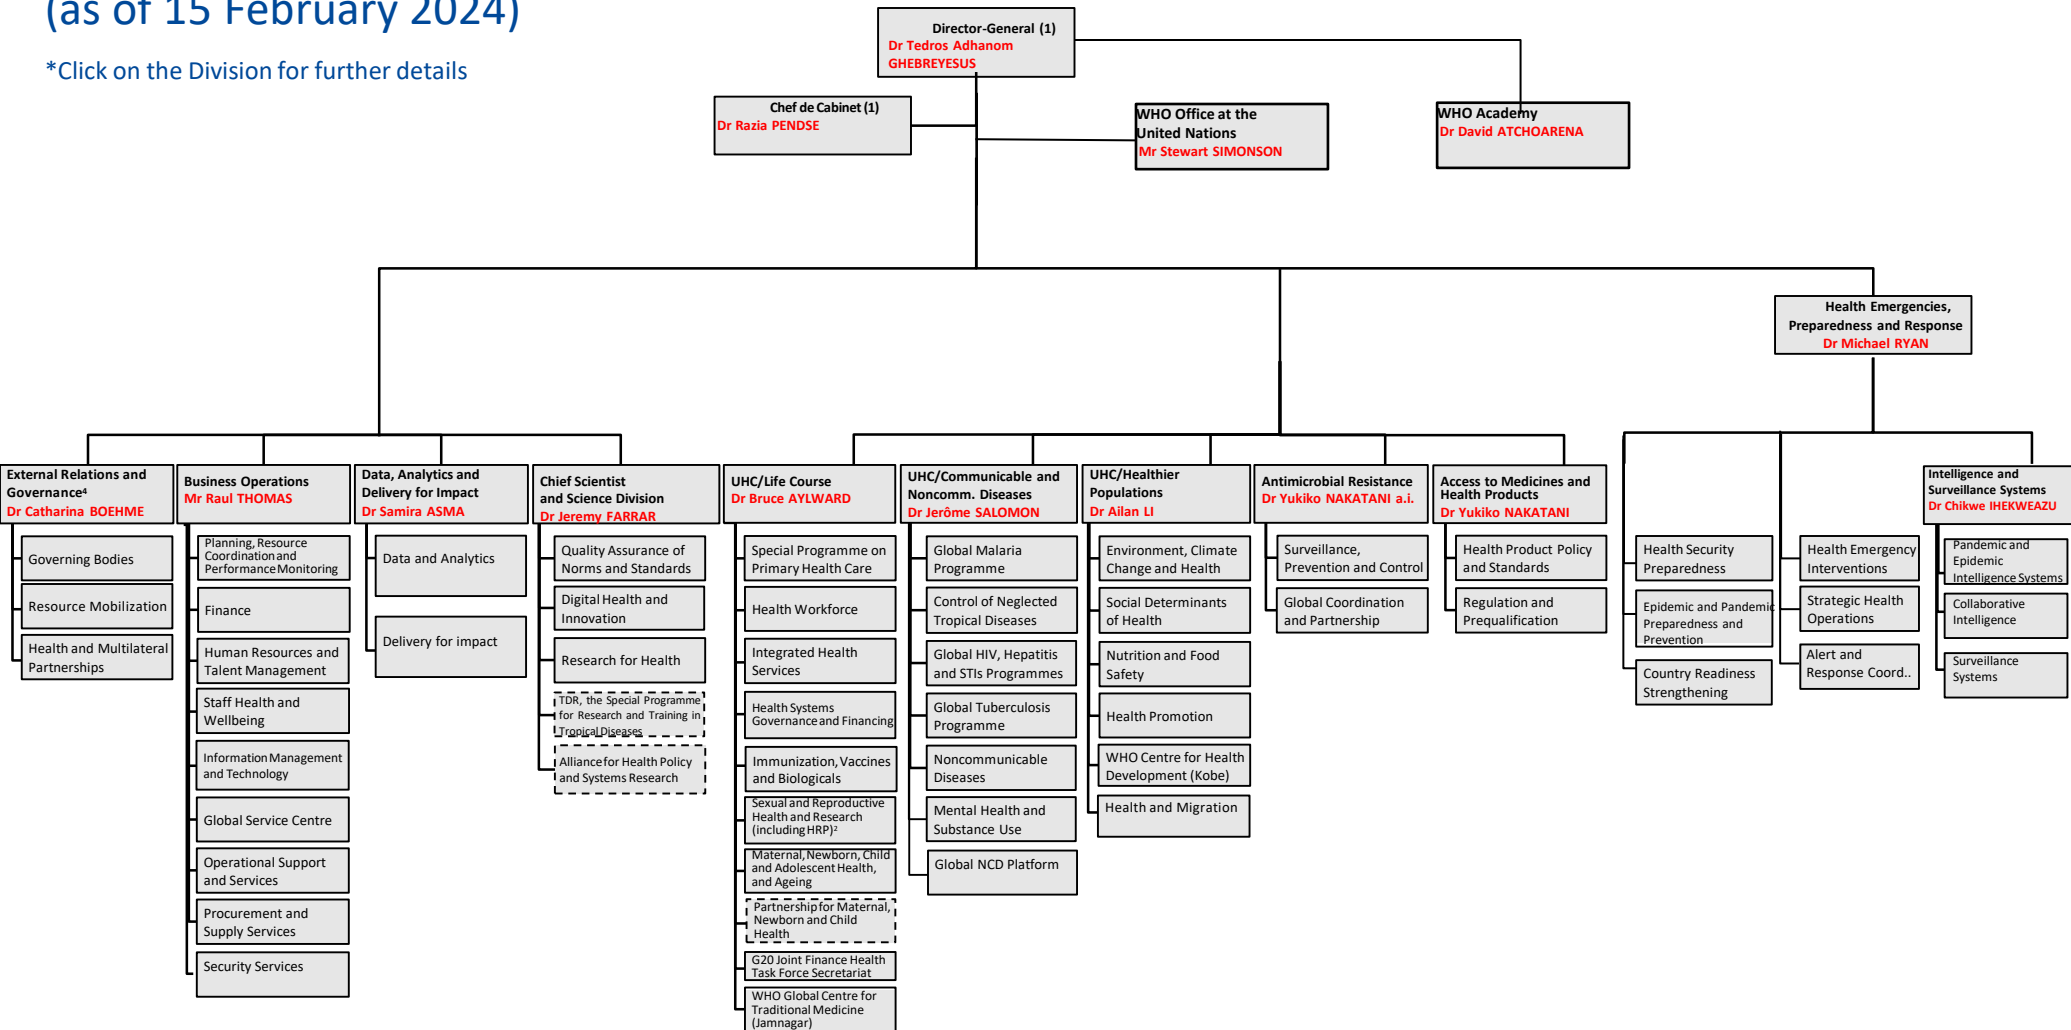 (as of 15 February 2024)
*Click on the Division for further details
Director-General (1)
Dr Tedros Adhanom
GHEBREYESUS
Chef de Cabinet (1)
Dr Razia PENDSE
WHO Office at the
United Nations
Mr Stewart SIMONSON
WHO Academy
Dr David ATCHOARENA
Health Emergencies,
Preparedness and Response
Dr Michael RYAN
External Relations and
Governance⁴
Dr Catharina BOEHME
Governing Bodies
Resource Mobilization
Health and Multilateral
Partnerships
Business Operations
Mr Raul THOMAS
Planning, Resource
Coordination and
Performance Monitoring
Finance
Human Resources and
Talent Management
Staff Health and
Wellbeing
Information Management
and Technology
Global Service Centre
Operational Support
and Services
Procurement and
Supply Services
Security Services
Data, Analytics and
Delivery for Impact
Dr Samira ASMA
Data and Analytics
Delivery for impact
Chief Scientist
and Science Division
Dr Jeremy FARRAR
Quality Assurance of
Norms and Standards
Digital Health and
Innovation
Research for Health
TDR, the Special Programme
for Research and Training in
Tropical Diseases
Alliance for Health Policy
and Systems Research
UHC/Life Course
Dr Bruce AYLWARD
Special Programme on
Primary Health Care
Health Workforce
Integrated Health
Services
Health Systems
Governance and Financing
Immunization, Vaccines
and Biologicals
Sexual and Reproductive
Health and Research
(including HRP)²
Maternal, Newborn, Child
and Adolescent Health,
and Ageing
Partnership for Maternal,
Newborn and Child
Health
G20 Joint Finance Health
Task Force Secretariat
WHO Global Centre for
Traditional Medicine
(Jamnagar)
UHC/Communicable and
Noncomm. Diseases
Dr Jerôme SALOMON
Global Malaria
Programme
Control of Neglected
Tropical Diseases
Global HIV, Hepatitis
and STIs Programmes
Global Tuberculosis
Programme
Noncommunicable
Diseases
Mental Health and
Substance Use
Global NCD Platform
UHC/Healthier
Populations
Dr Ailan LI
Environment, Climate
Change and Health
Social Determinants
of Health
Nutrition and Food
Safety
Health Promotion
WHO Centre for Health
Development (Kobe)
Health and Migration
Antimicrobial Resistance
Dr Yukiko NAKATANI a.i.
Surveillance,
Prevention and Control
Global Coordination
and Partnership
Access to Medicines and
Health Products
Dr Yukiko NAKATANI
Health Product Policy
and Standards
Regulation and
Prequalification
Health Security
Preparedness
Epidemic and Pandemic
Preparedness and
Prevention
Country Readiness
Strengthening
Health Emergency
Interventions
Strategic Health
Operations
Alert and
Response Coord..
Intelligence and
Surveillance Systems
Dr Chikwe IHEKWEAZU
Pandemic and
Epidemic
Intelligence Systems
Collaborative
Intelligence
Surveillance
Systems